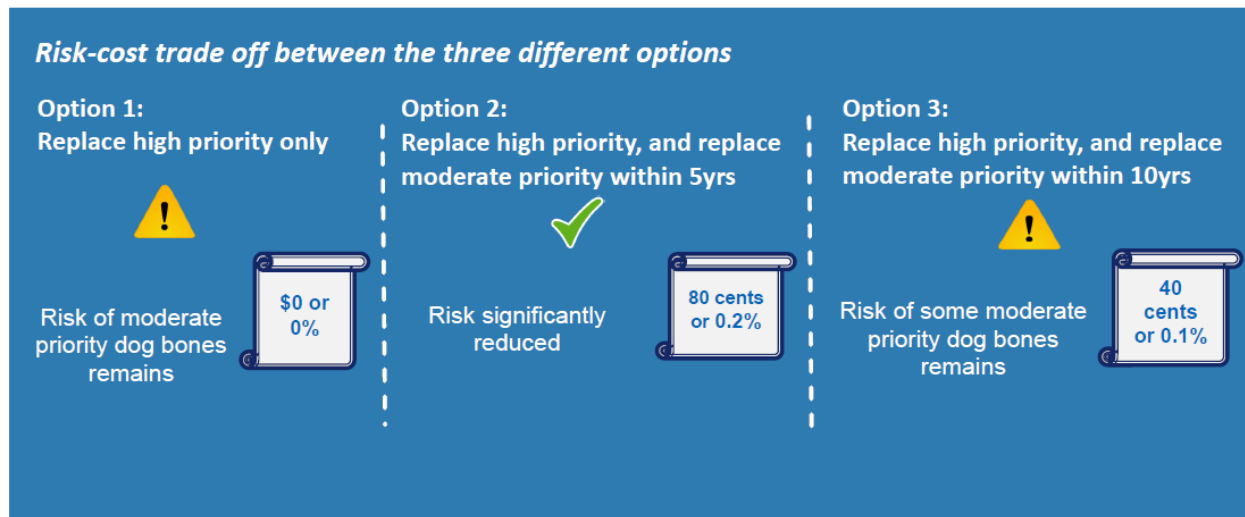 Risk-cost trade off between the three different options
Option 1:
Replace high priority only
!
$0 or
0%
Risk of moderate
priority dog bones
remains
Option 2:
Replace high priority, and replace
moderate priority within 5yrs
80 cents
or 0.2%
Risk significantly
reduced
Option 3:
Replace high priority, and replace
moderate priority within 10yrs
!
40
cents
or 0.1%
Risk of some moderate
priority dog bones
remains